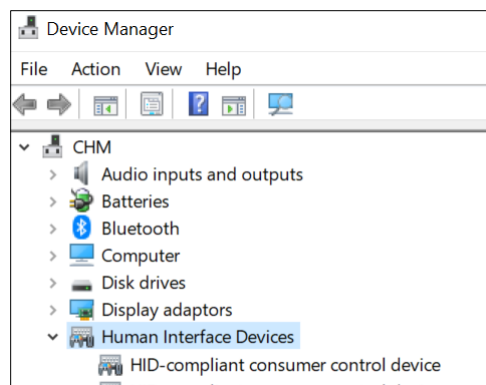 Device Manager
File Action View Help
CHM
Audio inputs and outputs
Batteries
Bluetooth
Computer
Disk drives
Display adaptors
Human Interface Devices
HID-compliant consumer control device